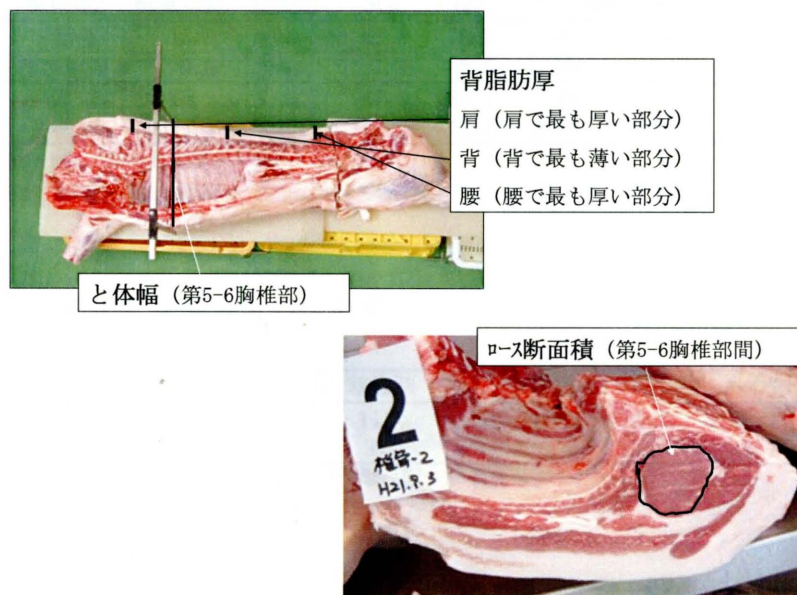 背脂肪厚
肩（肩で最も厚い部分）
背（背で最も薄い部分）
腰（腰で最も厚い部分）
と体幅（第5-6胸椎部）
ﾛｰｽ断面積（第5-6胸椎部間）
2
椎骨-2
H21.9.3